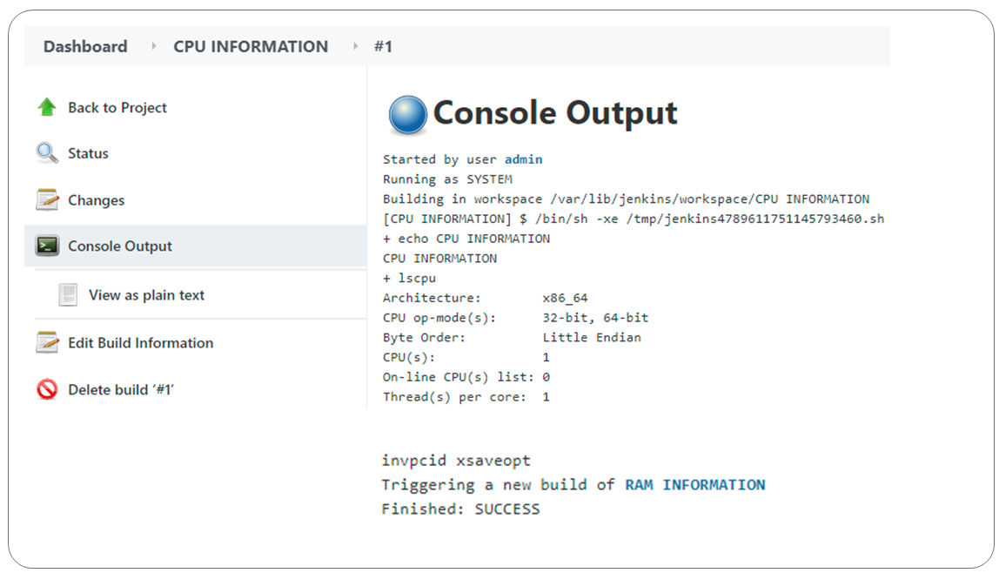 Dashboard CPU INFORMATION #1
Back to Project
Status
Changes
Console Output
View as plain text
Edit Build Information
Delete build ‘#1’
Console Output
Started by user admin
Running as SYSTEM
Building in workspace /var/lib/jenkins/workspace/CPU INFORMATION
[CPU INFORMATION] $ /bin/sh -xe /tmp/jenkins4789611751145793460.sh
+ echo CPU INFORMATION
CPU INFORMATION
+ lscpu
Architecture: x86_64
CPU op-mode(s): 32-bit, 64-bit
Byte Order: Little Endian
CPU(s): 1
On-line CPU(s) list: 0
Thread(s) per core: 1
invpcid xsaveopt
Triggering a new build of RAM INFORMATION
Finished: SUCCESS